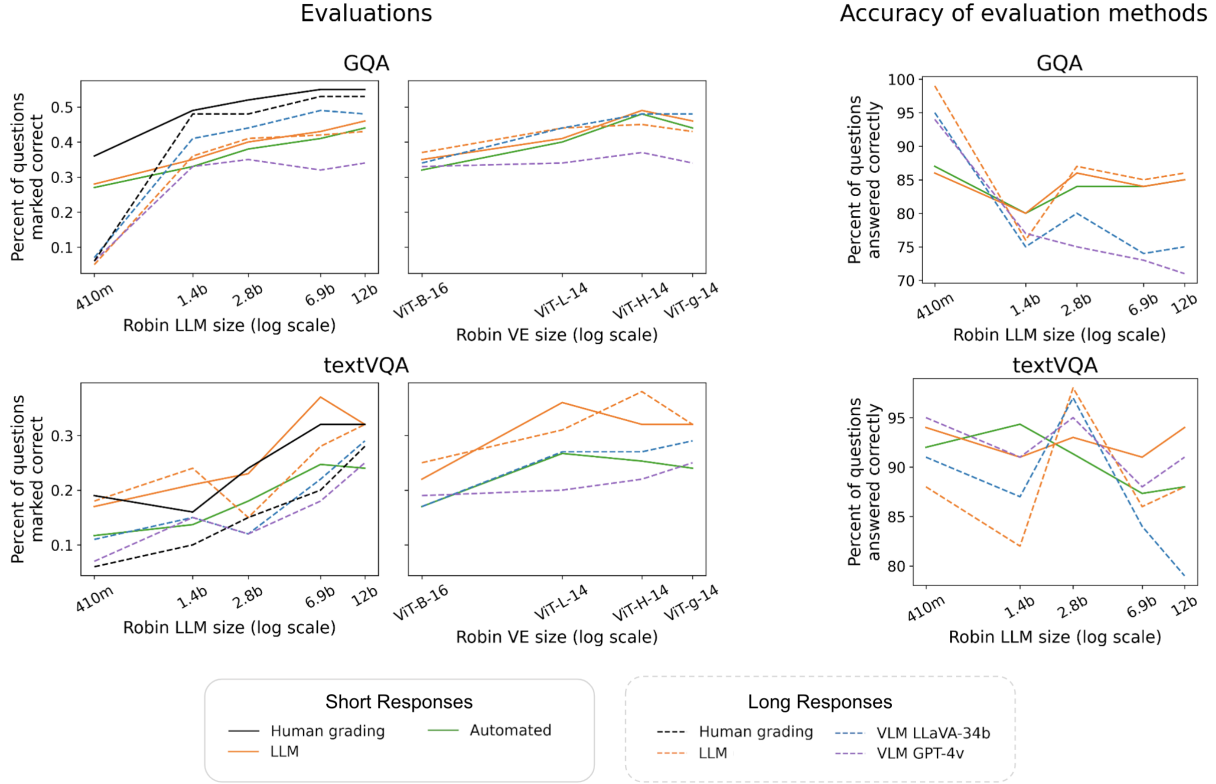 Evaluations
Accuracy of evaluation methods
GQA
Percent of questions
marked correct
0.5
0.4
0.3
0.2
0.1
410m
1.4b
2.8b
6.9b
12b
Robin LLM size (log scale)
ViT-B-16
ViT-L-14
ViT-H-14
ViT-g-14
Robin VE size (log scale)
GQA
Percent of questions
answered correctly
100
95
90
85
80
75
70
410m
1.4b
2.8b
6.9b
12b
Robin LLM size (log scale)
textVQA
Percent of questions
marked correct
0.3
0.2
0.1
410m
1.4b
2.8b
6.9b
12b
Robin LLM size (log scale)
ViT-B-16
ViT-L-14
ViT-H-14
ViT-g-14
Robin VE size (log scale)
textVQA
Percent of questions
answered correctly
95
90
85
80
410m
1.4b
2.8b
6.9b
12b
Robin LLM size (log scale)
Short Responses
Human grading
Automated
LLM
Long Responses
Human grading
VLM LLaVA-34b
LLM
VLM GPT-4v